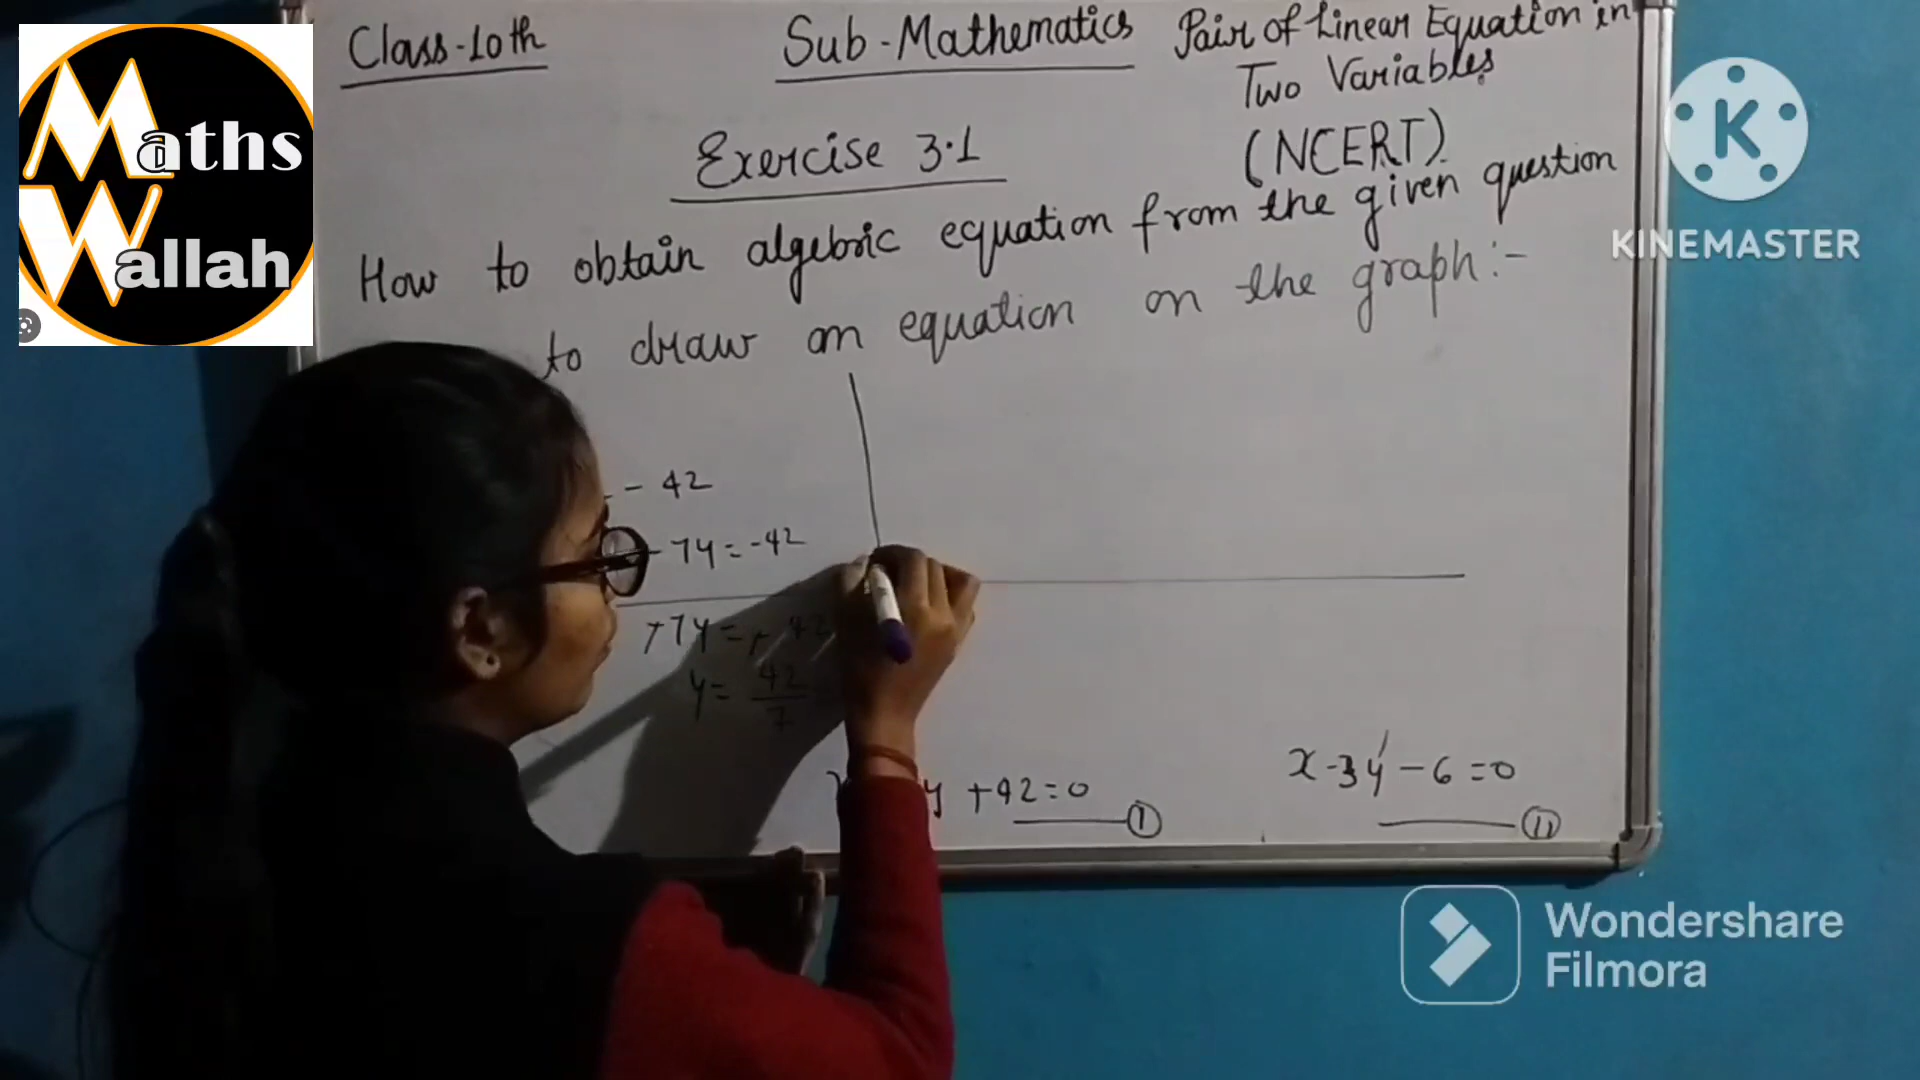 Maths
Wallah
Class-10th
Sub-Mathematics
Pair of Linear Equation in
Two Variables
(NCERT)
Exercise 3.1
How to obtain algebric equation from the given question
to draw an equation on the graph:-
- 42
- 7y = -42
+7y = + 42
y = 42/7
y +42=0
①
x-3y-6=0
②
K
KINEMASTER
Wondershare
Filmora